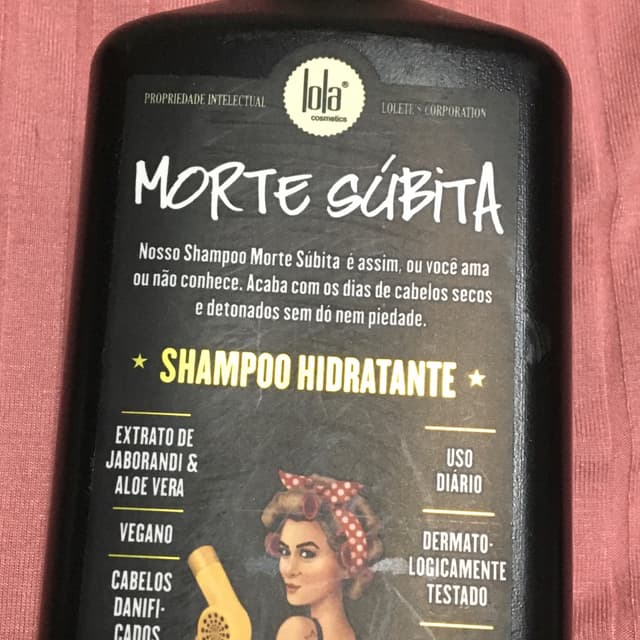 PROPRIEDADE INTELECTUAL
lola®
cosmetics
LOLETE'S CORPORATION
MORTE SÚBITA
Nosso Shampoo Morte Súbita é assim, ou você ama
ou não conhece. Acaba com os dias de cabelos secos
e detonados sem dó nem piedade.
SHAMPOO HIDRATANTE
EXTRATO DE
JABORANDI &
ALOE VERA
VEGANO
CABELOS
DANIFI-
CADOS
USO
DIÁRIO
DERMATO-
LOGICAMENTE
TESTADO